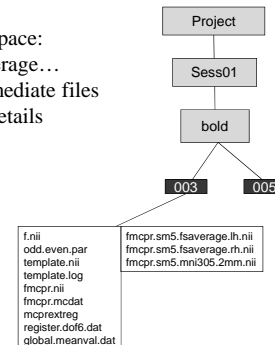 pace:
erage…
mediate files
etails
Project
Sess01
bold
003
005
f.nii
odd.even.par
template.nii
template.log
fmcpr.nii
fmcpr.mcdat
mcprextreg
register.dof6.dat
global.meanval.dat
fmcpr.sm5.fsaverage.lh.nii
fmcpr.sm5.fsaverage.rh.nii
fmcpr.sm5.mni305.2mm.nii